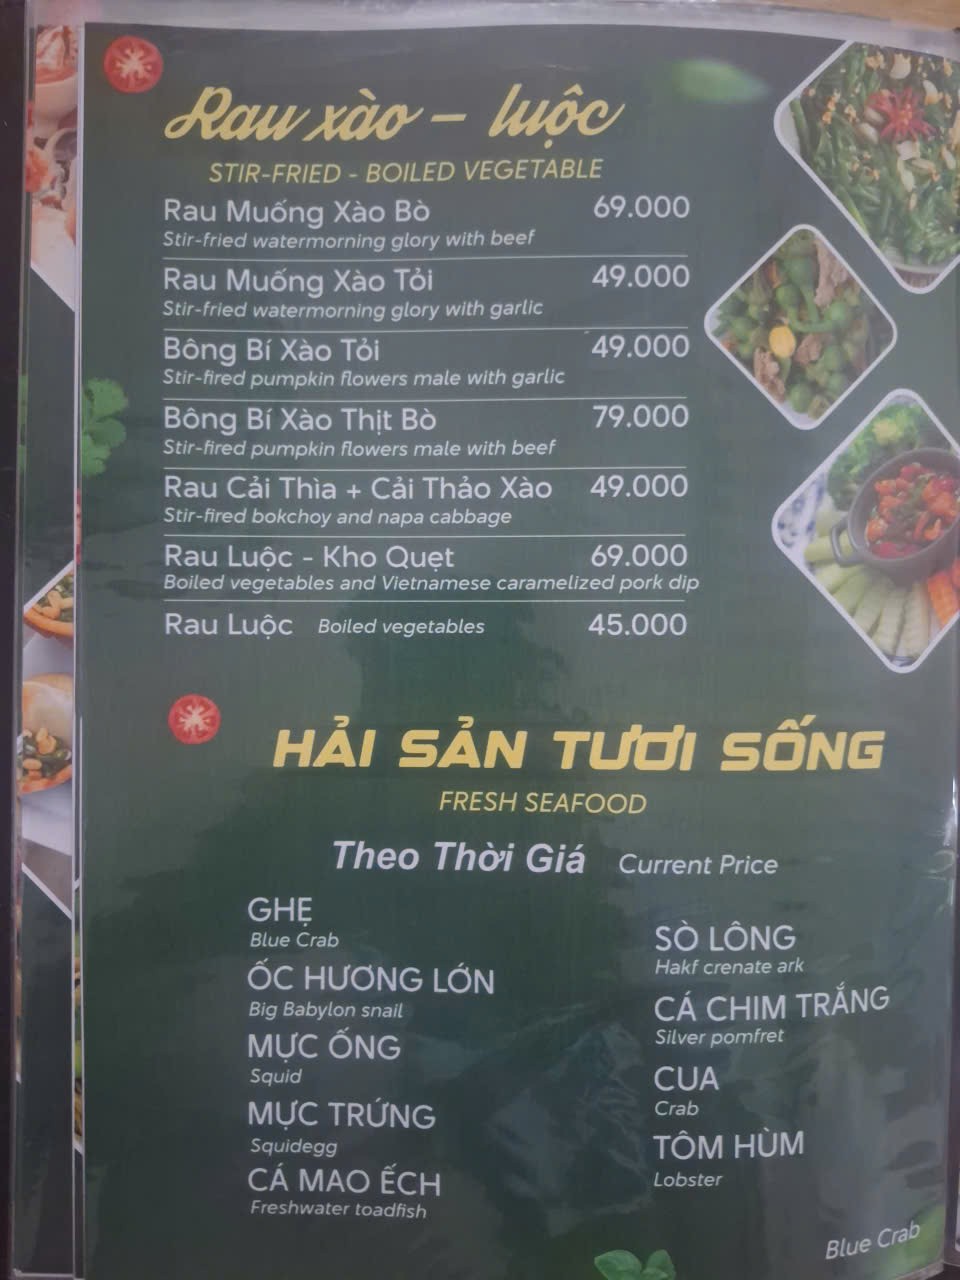 Rau xào - luộc
STIR-FRIED - BOILED VEGETABLE
Rau Muống Xào Bò 69.000
Stir-fried watermorning glory with beef
Rau Muống Xào Tỏi 49.000
Stir-fried watermorning glory with garlic
Bông Bí Xào Tỏi 49.000
Stir-fired pumpkin flowers male with garlic
Bông Bí Xào Thịt Bò 79.000
Stir-fired pumpkin flowers male with beef
Rau Cải Thìa + Cải Thảo Xào 49.000
Stir-fired bokchoy and napa cabbage
Rau Luộc - Kho Quẹt 69.000
Boiled vegetables and Vietnamese caramelized pork dip
Rau Luộc Boiled vegetables 45.000
HẢI SẢN TƯƠI SỐNG
FRESH SEAFOOD
Theo Thời Giá Current Price
GHẸ
Blue Crab
ỐC HƯƠNG LỚN
Big Babylon snail
MỰC ỐNG
Squid
MỰC TRỨNG
Squidegg
CÁ MAO ẾCH
Freshwater toadfish
SÒ LÔNG
Hakf crenate ark
CÁ CHIM TRẮNG
Silver pomfret
CUA
Crab
TÔM HÙM
Lobster
Blue Crab